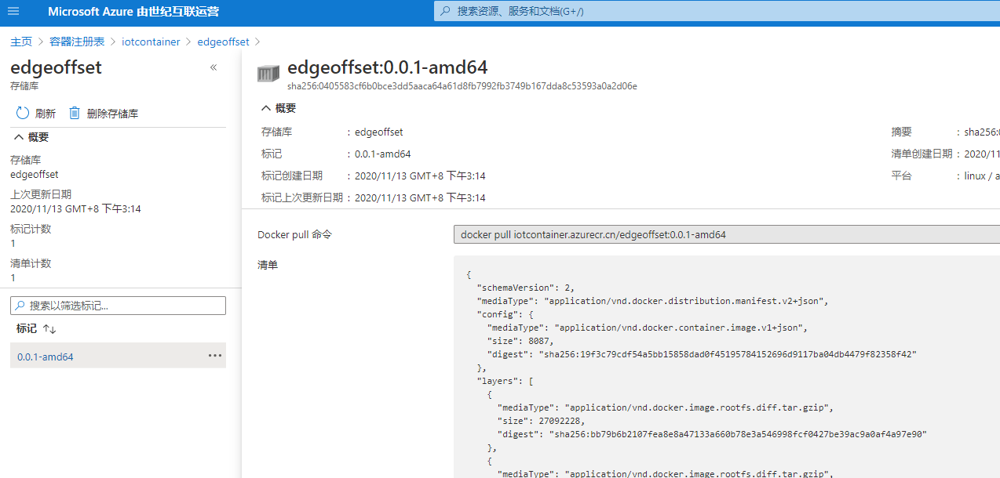 Microsoft Azure 由世纪互联运营
搜索资源、服务和文档(G+/)
主页 > 容器注册表 > iotcontainer > edgeoffset >
edgeoffset
存储库
刷新 删除存储库
概要
存储库
edgeoffset
上次更新日期
2020/11/13 GMT+8 下午3:14
标记计数
1
清单计数
1
搜索以筛选标记...
标记
0.0.1-amd64
edgeoffset:0.0.1-amd64
sha256:0405583cf6b0bce3dd5aaca64a61d8fb7992fb3749b167dda8c53593a0a2d06e
概要
存储库 : edgeoffset
标记 : 0.0.1-amd64
标记创建日期 : 2020/11/13 GMT+8 下午3:14
标记上次更新日期 : 2020/11/13 GMT+8 下午3:14
摘要 : sha256:
清单创建日期 : 2020/11
平台 : linux / a
Docker pull 命令
docker pull iotcontainer.azurecr.cn/edgeoffset:0.0.1-amd64
清单
{
"schemaVersion": 2,
"mediaType": "application/vnd.docker.distribution.manifest.v2+json",
"config": {
"mediaType": "application/vnd.docker.container.image.v1+json",
"size": 8087,
"digest": "sha256:19f3c79cdf54a5bb15858dad0f45195784152696d9117ba04db4479f82358f42"
},
"layers": [
{
"mediaType": "application/vnd.docker.image.rootfs.diff.tar.gzip",
"size": 27092228,
"digest": "sha256:bb79b6b2107fea8e8a47133a660b78e3a546998fcf0427be39ac9a0af4a97e90"
},
{
"mediaType": "application/vnd.docker.image.rootfs.diff.tar.gzip",